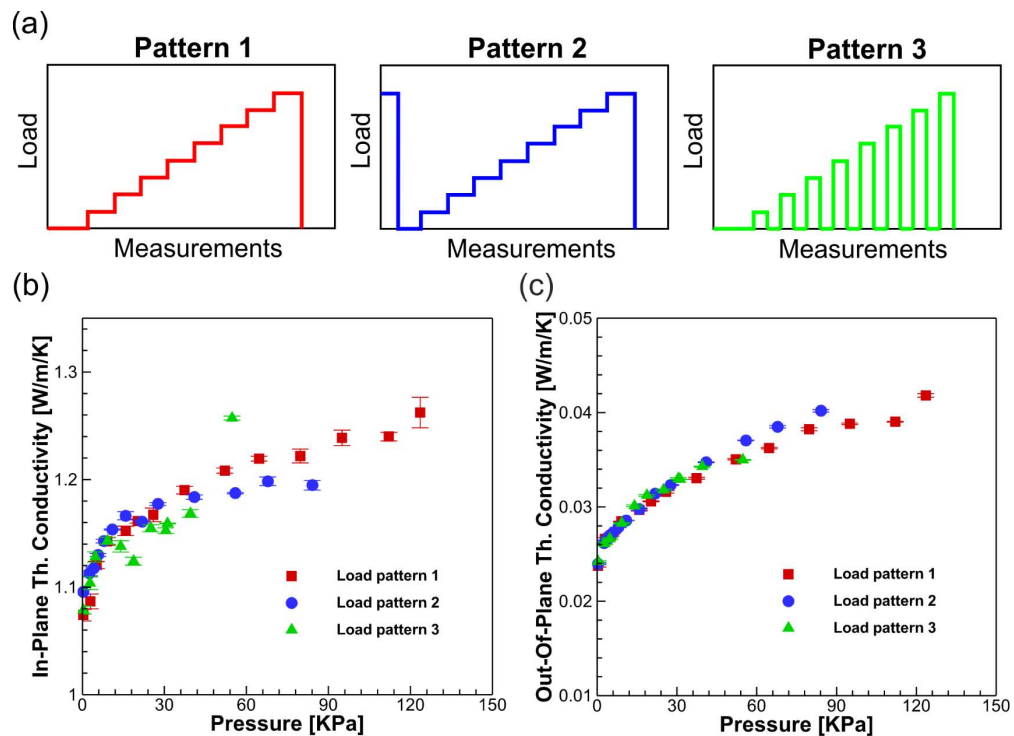 (a)
Pattern 1
Pattern 2
Pattern 3
Load
Load
Load
Measurements
Measurements
Measurements
(b)
In-Plane Th. Conductivity [W/m/K]
1.3
1.2
1.1
1
Load pattern 1
Load pattern 2
Load pattern 3
0 30 60 90 120 150
Pressure [KPa]
(c)
Out-Of-Plane Th. Conductivity [W/m/K]
0.05
0.04
0.03
0.02
0.01
Load pattern 1
Load pattern 2
Load pattern 3
0 30 60 90 120 150
Pressure [KPa]